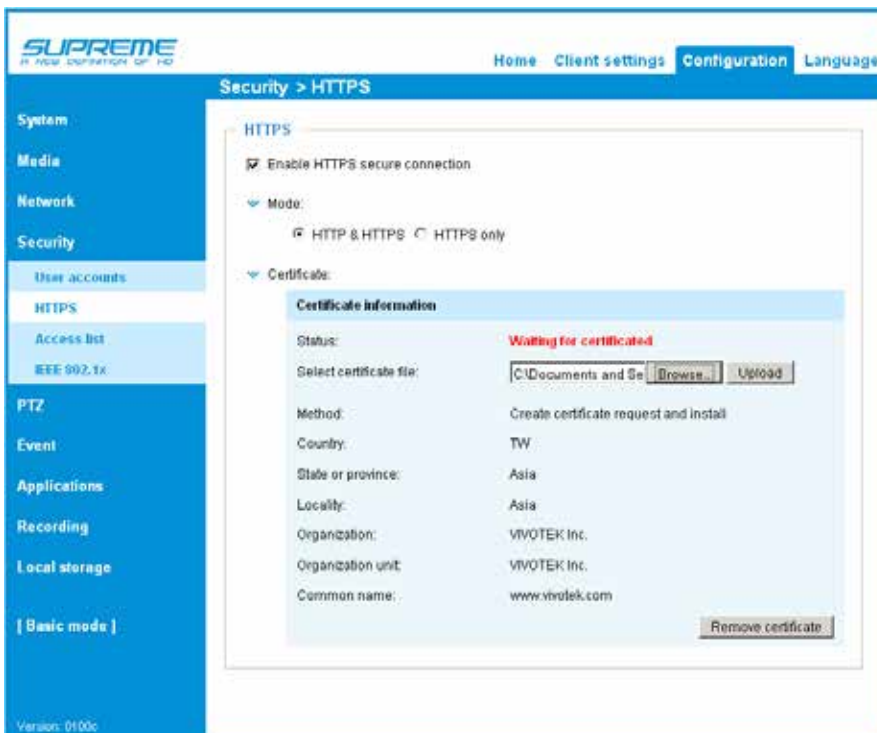 SUPREME
A NEW DEFINITION OF HD
Home Client settings Configuration Language
Security > HTTPS
System
Media
Network
Security
User accounts
HTTPS
Access list
IEEE 802.1x
PTZ
Event
Applications
Recording
Local storage
[ Basic mode ]
Version: 0100c
HTTPS
Enable HTTPS secure connection
Mode:
HTTP & HTTPS HTTPS only
Certificate:
Certificate information
Status: Waiting for certificated
Select certificate file: C:\Documents and Se Browse... Upload
Method: Create certificate request and install
Country: TW
State or province: Asia
Locality: Asia
Organization: VIVOTEK Inc.
Organization unit: VIVOTEK Inc.
Common name: www.vivotek.com
Remove certificate